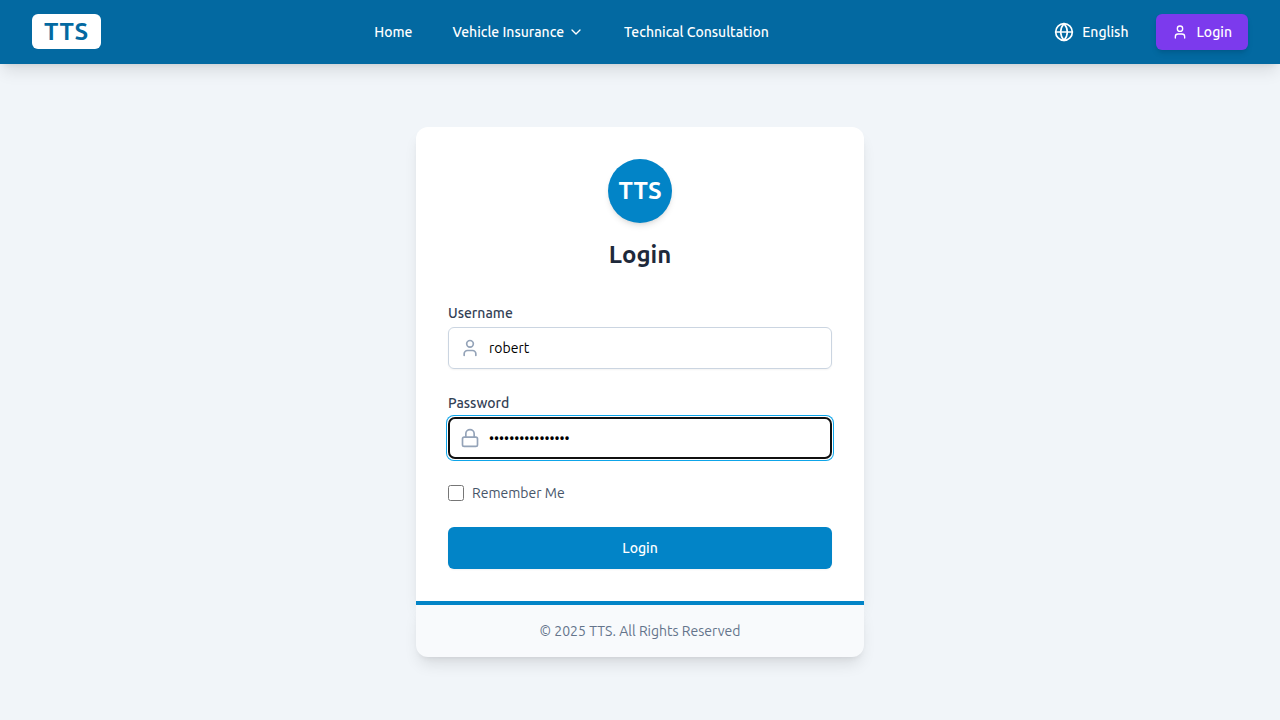 TTS
Home
Vehicle Insurance
Technical Consultation
English
Login
TTS
Login
Username
robert
Password
••••••••••••••••
Remember Me
Login
© 2025 TTS. All Rights Reserved